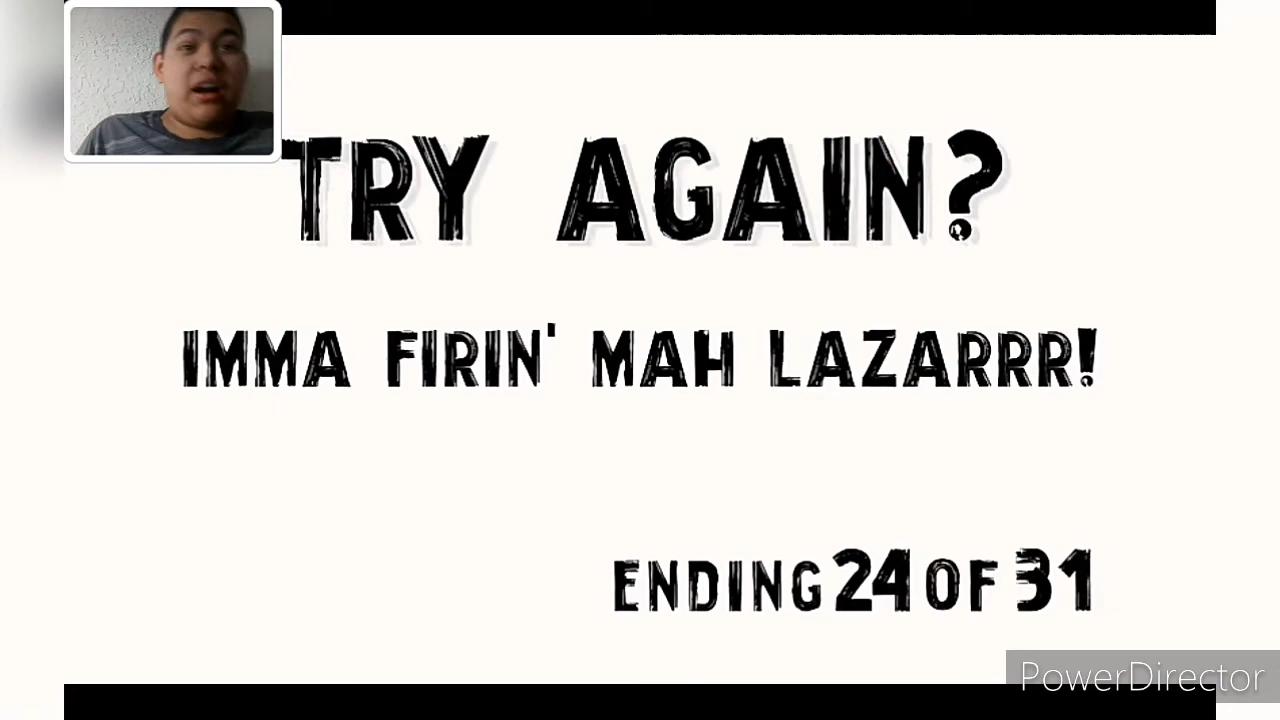 TRY AGAIN?
IMMA FIRIN' MAH LAZARRR!
ENDING 24 OF 31
PowerDirector